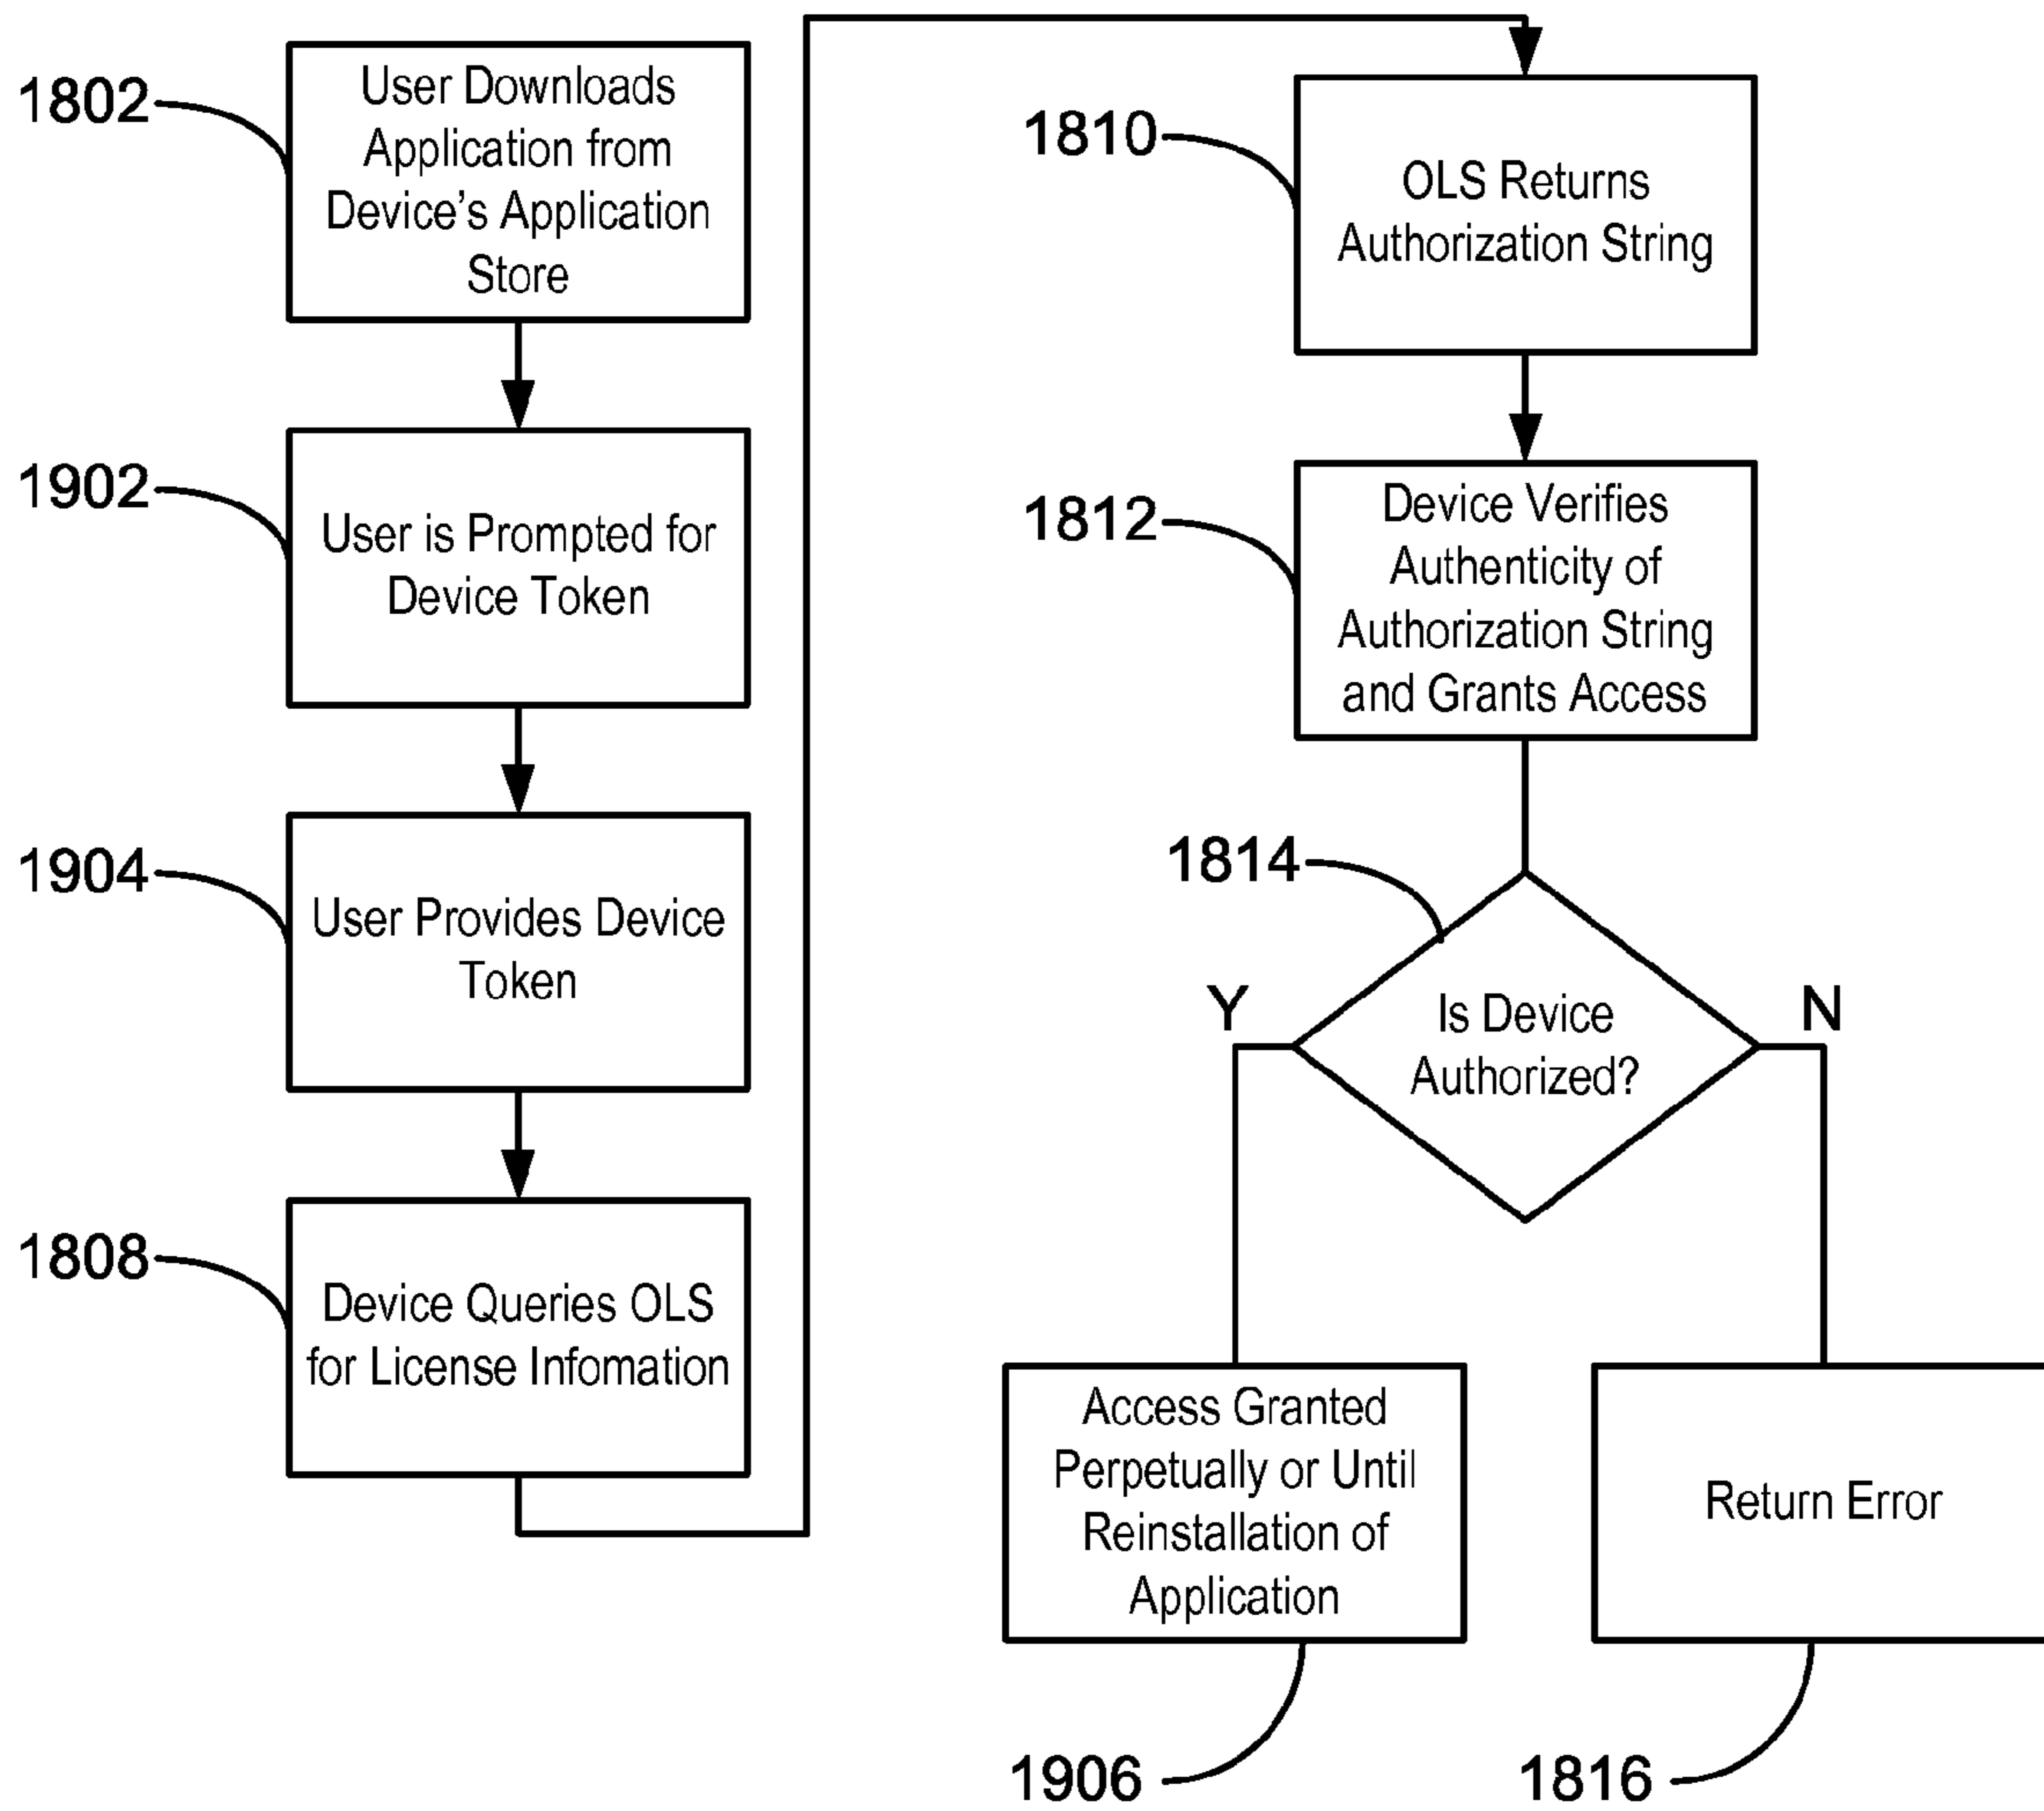 1802
User Downloads
Application from
Device's Application
Store
1902
User is Prompted for
Device Token
1904
User Provides Device
Token
1808
Device Queries OLS
for License Infomation
1810
OLS Returns
Authorization String
1812
Device Verifies
Authenticity of
Authorization String
and Grants Access
1814
Is Device
Authorized?
Y
N
Access Granted
Perpetually or Until
Reinstallation of
Application
1906
Return Error
1816